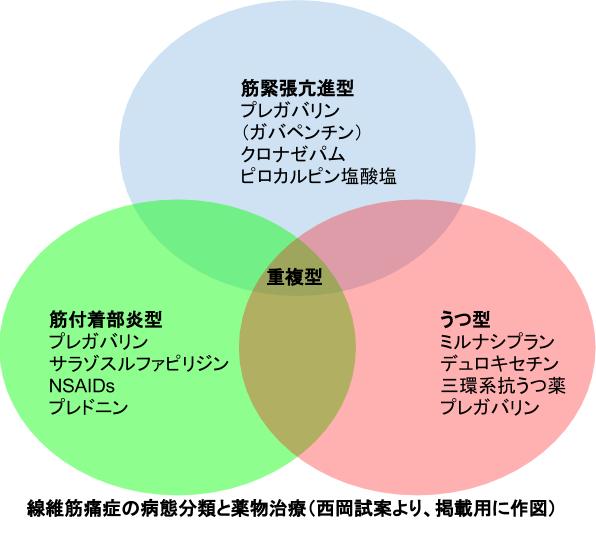 筋緊張亢進型
プレガバリン
（ガバペンチン）
クロナゼパム
ピロカルピン塩酸塩
重複型
筋付着部炎型
プレガバリン
サラゾスルファピリジン
NSAIDs
プレドニン
うつ型
ミルナシプラン
デュロキセチン
三環系抗うつ薬
プレガバリン
線維筋痛症の病態分類と薬物治療（西岡試案より、掲載用に作図）